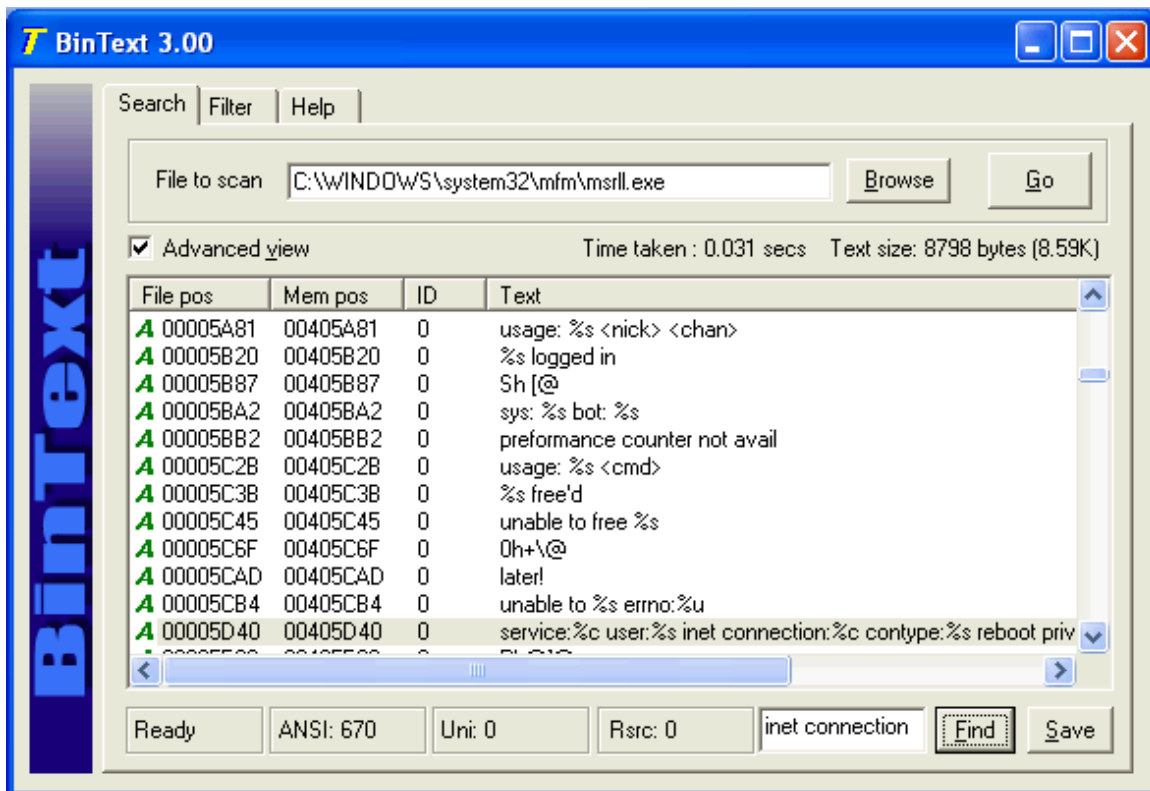 BinText 3.00
Search Filter Help
File to scan C:\WINDOWS\system32\mfm\msrll.exe Browse Go
Advanced view Time taken : 0.031 secs Text size: 8798 bytes (8.59K)
File pos Mem pos ID Text
A 00005A81 00405A81 0 usage: %s <nick> <chan>
A 00005B20 00405B20 0 %s logged in
A 00005B87 00405B87 0 Sh [@
A 00005BA2 00405BA2 0 sys: %s bot: %s
A 00005BB2 00405BB2 0 preformance counter not avail
A 00005C2B 00405C2B 0 usage: %s <cmd>
A 00005C3B 00405C3B 0 %s free'd
A 00005C45 00405C45 0 unable to free %s
A 00005C6F 00405C6F 0 0h+\@
A 00005CAD 00405CAD 0 later!
A 00005CB4 00405CB4 0 unable to %s errno:%u
A 00005D40 00405D40 0 service:%c user:%s inet connection:%c contype:%s reboot priv
Ready ANSI: 670 Uni: 0 Rsrc: 0 inet connection Find Save
BinText